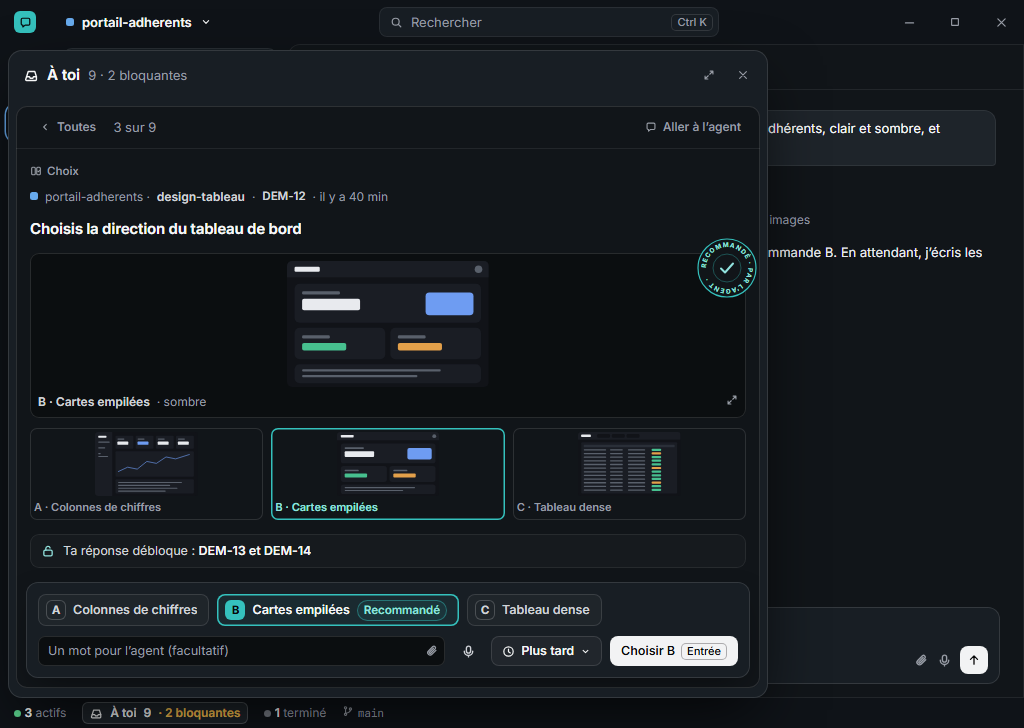 portail-adherents
Rechercher
Ctrl K
À toi 9 · 2 bloquantes
Toutes 3 sur 9
Aller à l’agent
dhérents, clair et sombre, et
Choix
portail-adherents · design-tableau · DEM-12 · il y a 40 min
images
Choisis la direction du tableau de bord
RECOMMANDÉ · PAR L’AGENT ·
mmande B. En attendant, j’écris les
B · Cartes empilées · sombre
A · Colonnes de chiffres
B · Cartes empilées
C · Tableau dense
Ta réponse débloque : DEM-13 et DEM-14
A Colonnes de chiffres
B Cartes empilées Recommandé
C Tableau dense
Un mot pour l’agent (facultatif)
Plus tard
Choisir B Entrée
3 actifs
À toi 9 · 2 bloquantes
1 terminé
main